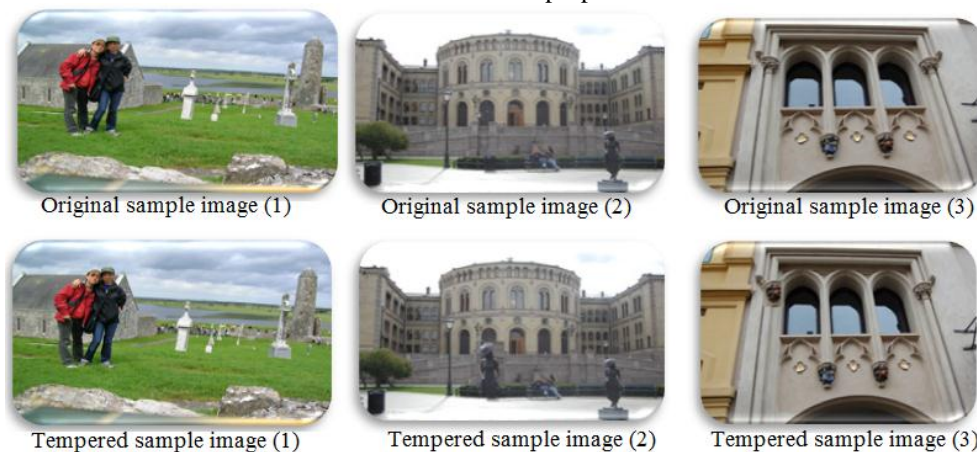 Original sample image (1)
Original sample image (2)
Original sample image (3)
Tempered sample image (1)
Tempered sample image (2)
Tempered sample image (3)